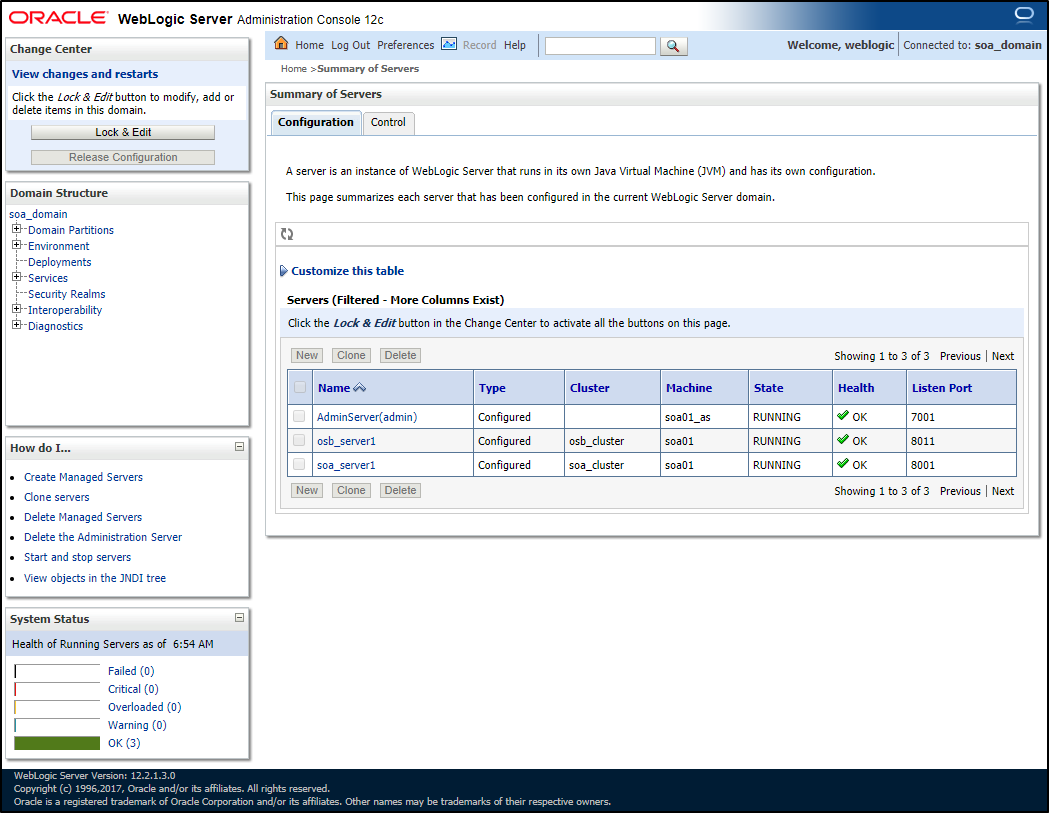 ORACLE WebLogic Server Administration Console 12c
Change Center
View changes and restarts
Click the Lock & Edit button to modify, add or
delete items in this domain.
Lock & Edit
Release Configuration
Domain Structure
soa_domain
Domain Partitions
Environment
Deployments
Services
Security Realms
Interoperability
Diagnostics
How do I...
Create Managed Servers
Clone servers
Delete Managed Servers
Delete the Administration Server
Start and stop servers
View objects in the JNDI tree
System Status
Health of Running Servers as of 6:54 AM
Failed (0)
Critical (0)
Overloaded (0)
Warning (0)
OK (3)
Home Log Out Preferences Record Help
Welcome, weblogic Connected to: soa_domain
Home >Summary of Servers
Summary of Servers
Configuration Control
A server is an instance of WebLogic Server that runs in its own Java Virtual Machine (JVM) and has its own configuration.
This page summarizes each server that has been configured in the current WebLogic Server domain.
Customize this table
Servers (Filtered - More Columns Exist)
Click the Lock & Edit button in the Change Center to activate all the buttons on this page.
New Clone Delete Showing 1 to 3 of 3 Previous | Next
Name Type Cluster Machine State Health Listen Port
AdminServer(admin) Configured soa01_as RUNNING OK 7001
osb_server1 Configured osb_cluster soa01 RUNNING OK 8011
soa_server1 Configured soa_cluster soa01 RUNNING OK 8001
New Clone Delete Showing 1 to 3 of 3 Previous | Next
WebLogic Server Version: 12.2.1.3.0
Copyright (c) 1996,2017, Oracle and/or its affiliates. All rights reserved.
Oracle is a registered trademark of Oracle Corporation and/or its affiliates. Other names may be trademarks of their respective owners.